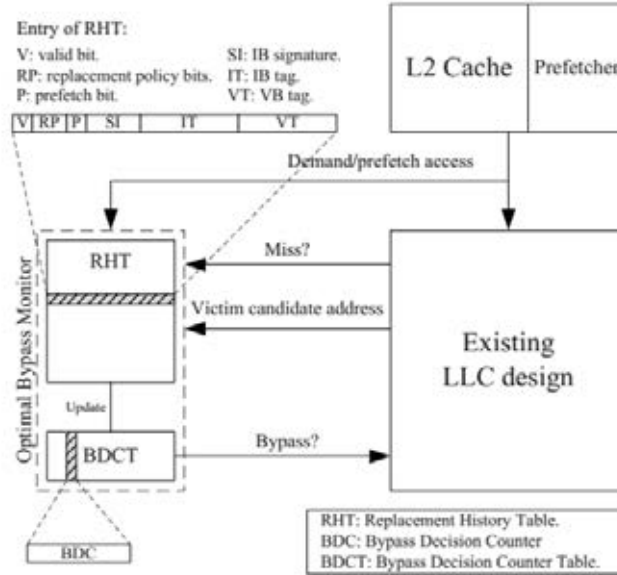 Entry of RHT:
V: valid bit.
SI: IB signature.
RP: replacement policy bits.
IT: IB tag.
P: prefetch bit.
VT: VB tag.
V RP P SI IT VT
L2 Cache
Prefetcher
Demand/prefetch access
Optimal Bypass Monitor
RHT
Miss?
Victim candidate address
Existing
LLC design
Update
BDCT
Bypass?
BDC
RHT: Replacement History Table.
BDC: Bypass Decision Counter
BDCT: Bypass Decision Counter Table.